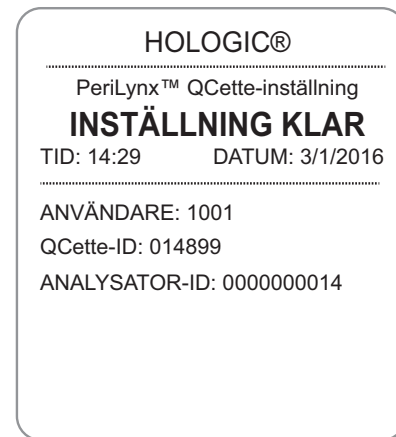 HOLOGIC®
PeriLynx™ QCette-inställning
INSTÄLLNING KLAR
TID: 14:29 DATUM: 3/1/2016
ANVÄNDARE: 1001
QCette-ID: 014899
ANALYSATOR-ID: 0000000014